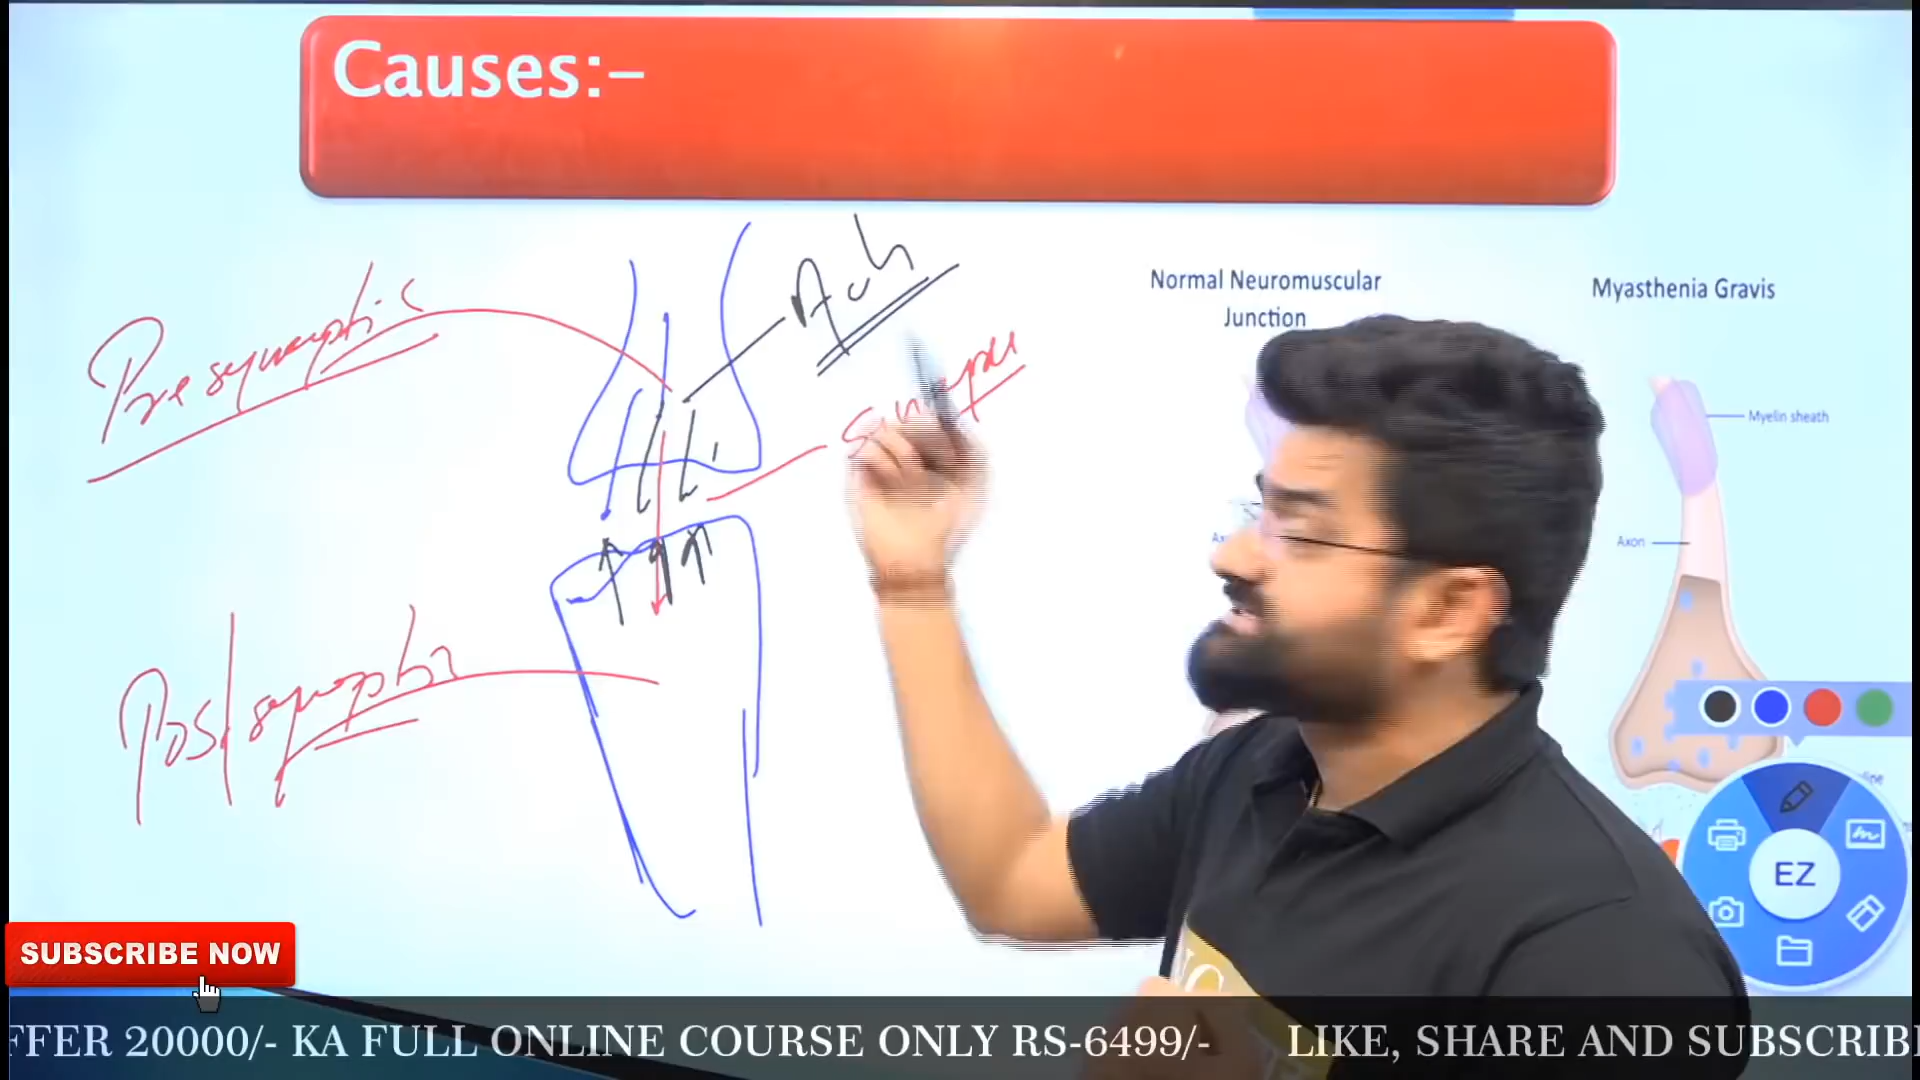 Causes:-
Ach
Presynaptic
Synapse
Normal Neuromuscular
Junction
Myasthenia Gravis
Myelin sheath
Axon
Postsynaptic
EZ
SUBSCRIBE NOW
FFER 20000/- KA FULL ONLINE COURSE ONLY RS-6499/- LIKE, SHARE AND SUBSCRIB